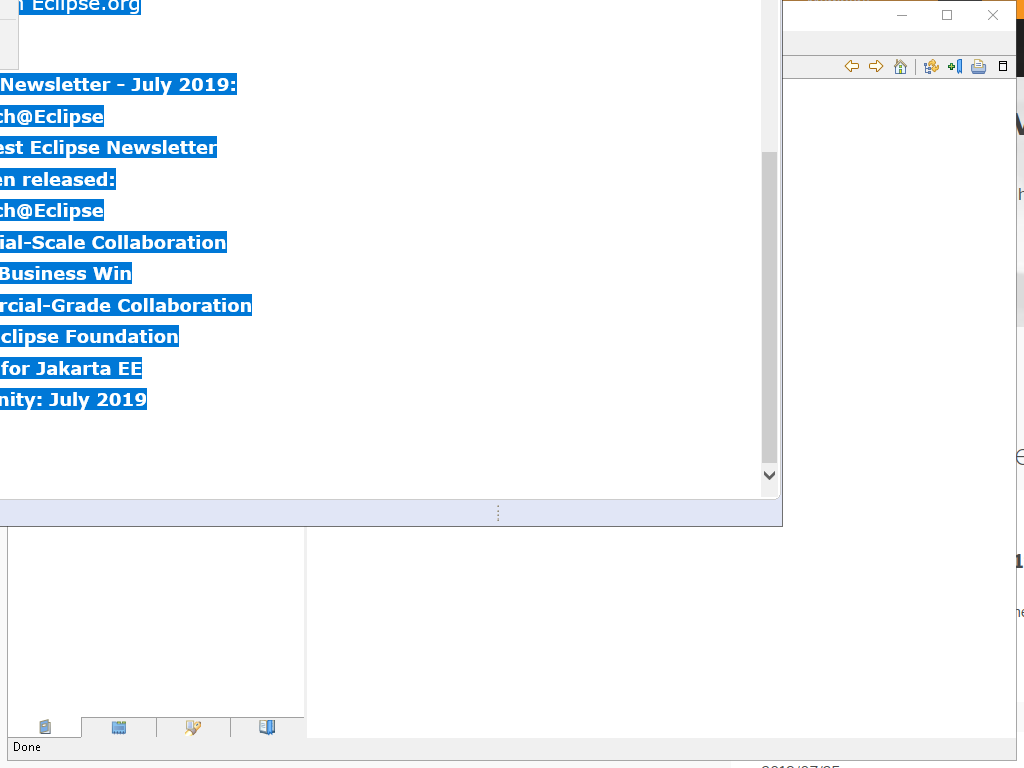 Eclipse.org
Newsletter - July 2019:
ch@Eclipse
est Eclipse Newsletter
en released:
ch@Eclipse
ial-Scale Collaboration
Business Win
rcial-Grade Collaboration
clipse Foundation
for Jakarta EE
nity: July 2019
Done